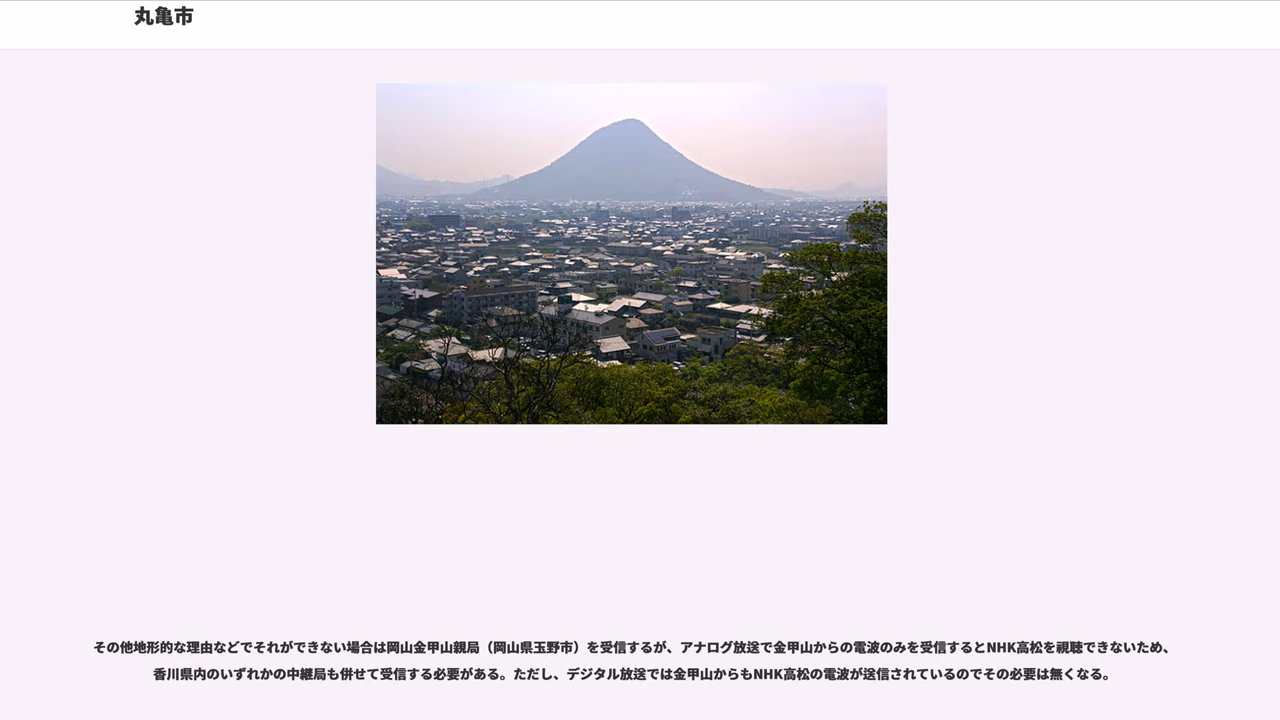 丸亀市
その他地形的な理由などでそれができない場合は岡山金甲山親局（岡山県玉野市）を受信するが、アナログ放送で金甲山からの電波のみを受信するとNHK高松を視聴できないため、
香川県内のいずれかの中継局も併せて受信する必要がある。ただし、デジタル放送では金甲山からもNHK高松の電波が送信されているのでその必要は無くなる。